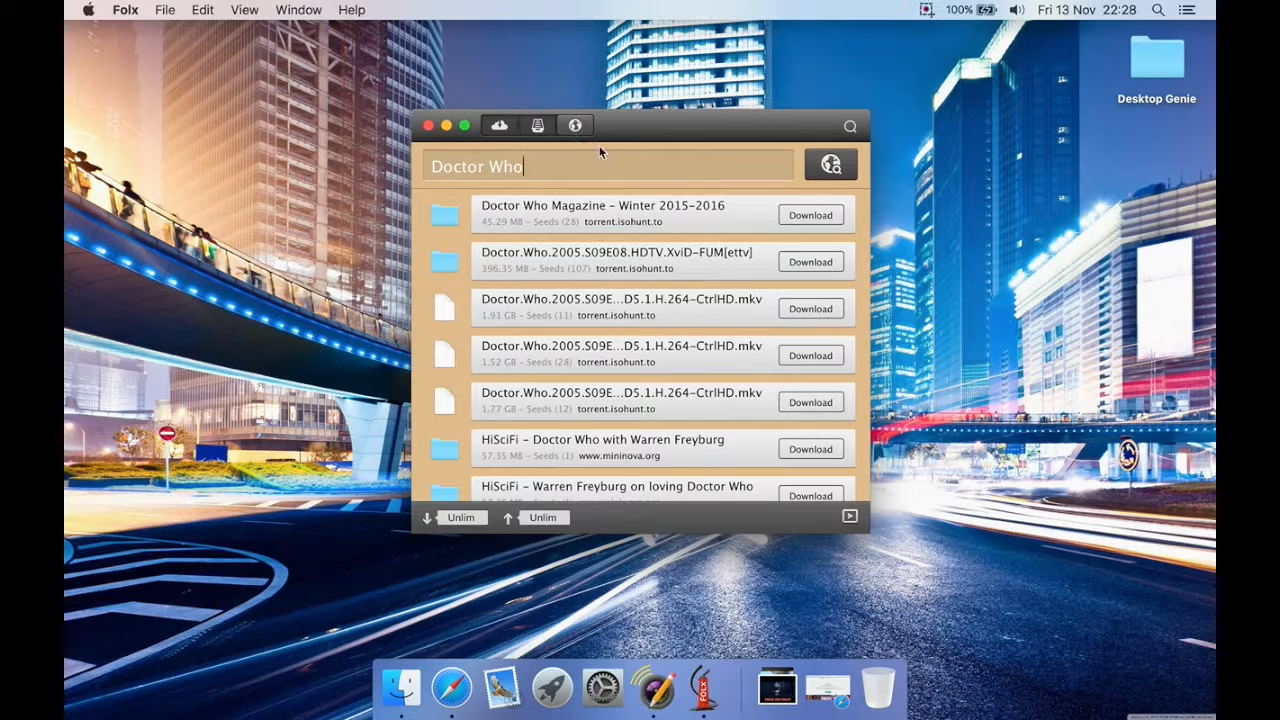 Folx File Edit View Window Help 100% Fri 13 Nov 22:28
Desktop Genie
Doctor Who
Doctor Who Magazine - Winter 2015-2016
45.29 MB - Seeds (28) torrent.isohunt.to
Download
Doctor.Who.2005.S09E08.HDTV.XviD-FUM[ettv]
396.35 MB - Seeds (107) torrent.isohunt.to
Download
Doctor.Who.2005.S09E...D5.1.H.264-CtrlHD.mkv
1.91 GB - Seeds (11) torrent.isohunt.to
Download
Doctor.Who.2005.S09E...D5.1.H.264-CtrlHD.mkv
1.52 GB - Seeds (28) torrent.isohunt.to
Download
Doctor.Who.2005.S09E...D5.1.H.264-CtrlHD.mkv
1.77 GB - Seeds (12) torrent.isohunt.to
Download
HiSciFi - Doctor Who with Warren Freyburg
57.35 MB - Seeds (1) www.mininova.org
Download
HiSciFi - Warren Freyburg on loving Doctor Who
Download
Unlim Unlim
FOLX